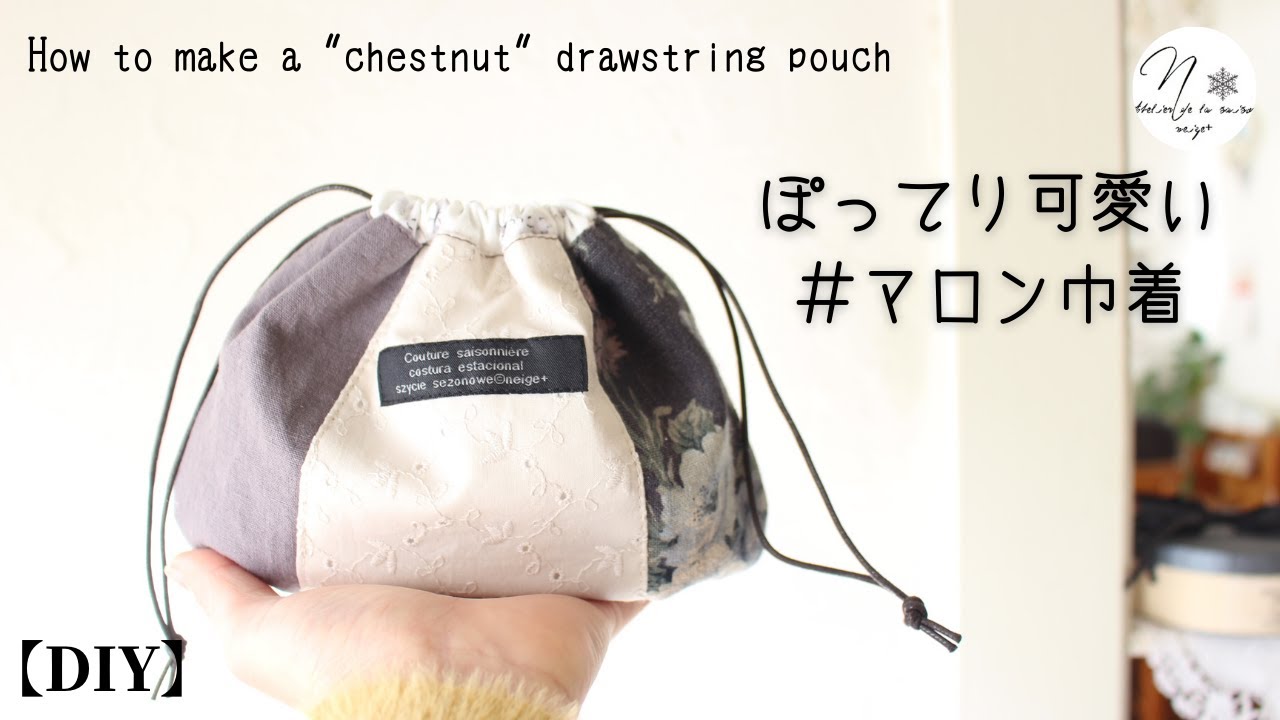 How to make a "chestnut" drawstring pouch
ぽってり可愛い
#マロン巾着
Couture saisonnière
costura estacional
szycie sezonowe©neige+
【DIY】
n
neige+